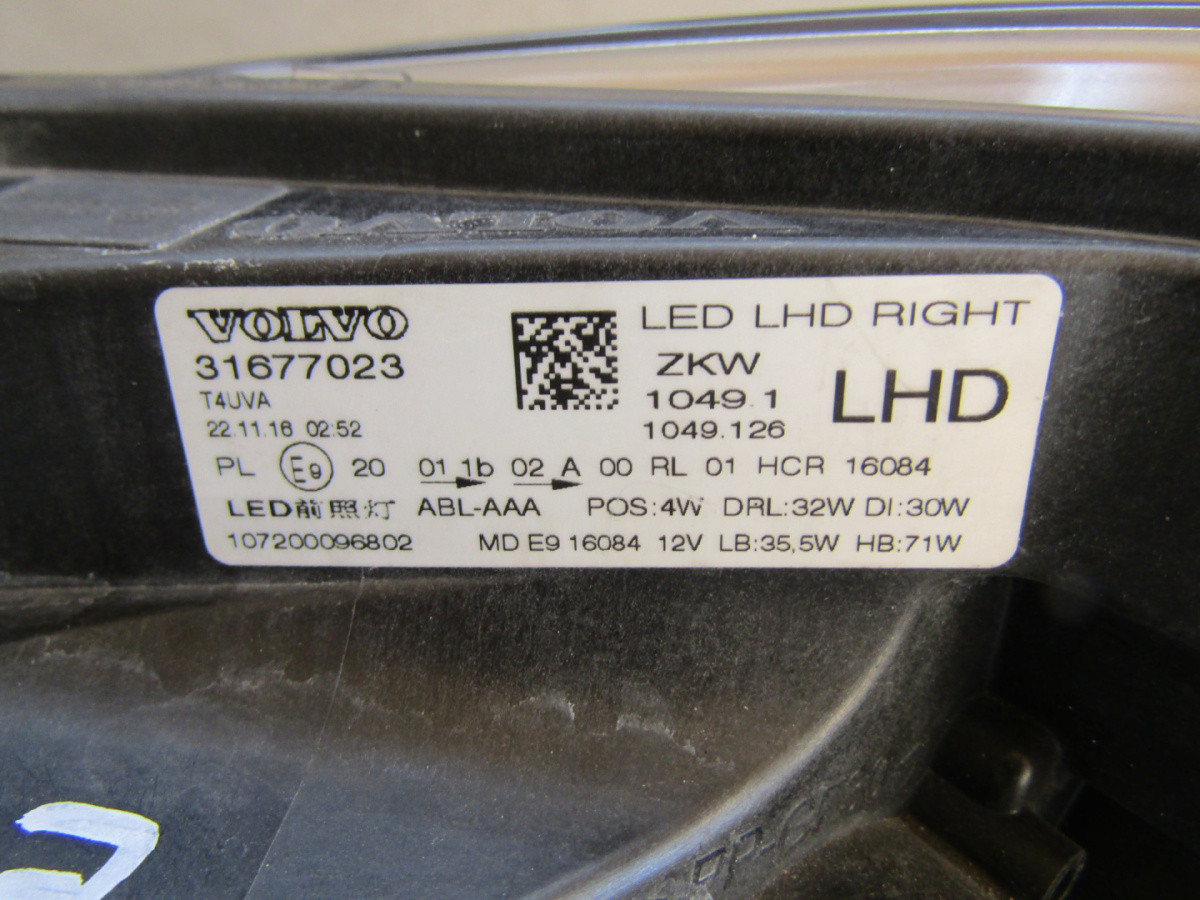 VOLVO
VOLVO
31677023
T4UVA
22.11.16 02:52
LED LHD RIGHT
ZKW
1049.1
1049.126
LHD
PL E9 20 01 1b 02 A 00 RL 01 HCR 16084
LED前照灯 ABL-AAA POS:4W DRL:32W DI:30W
107200096802 MD E9 16084 12V LB:35,5W HB:71W